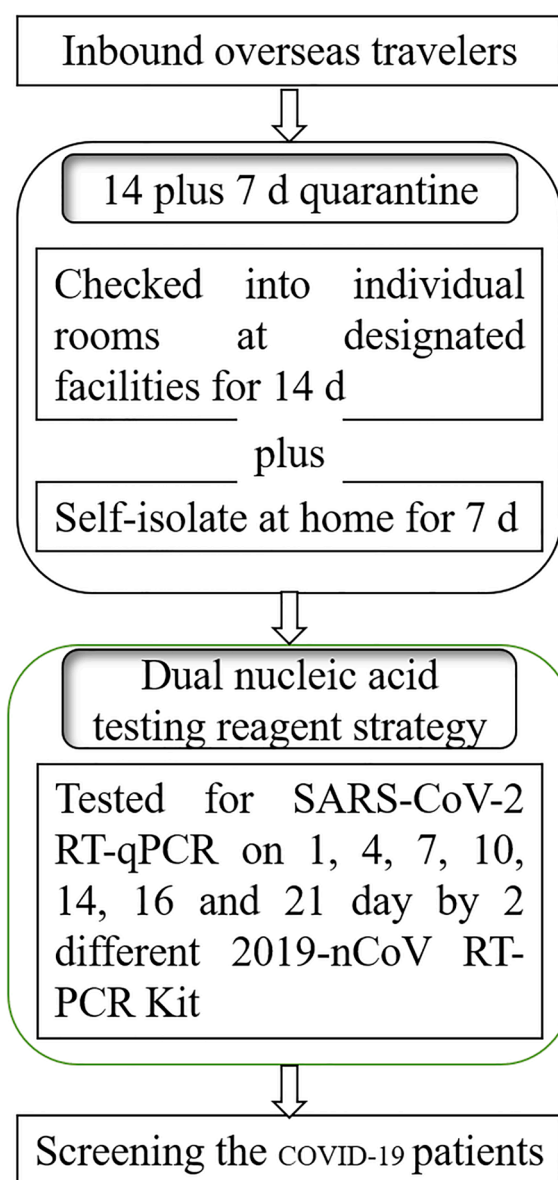 Inbound overseas travelers
14 plus 7 d quarantine
Checked into individual
rooms at designated
facilities for 14 d
plus
Self-isolate at home for 7 d
Dual nucleic acid
testing reagent strategy
Tested for SARS-CoV-2
RT-qPCR on 1, 4, 7, 10,
14, 16 and 21 day by 2
different 2019-nCoV RT-
PCR Kit
Screening the COVID-19 patients